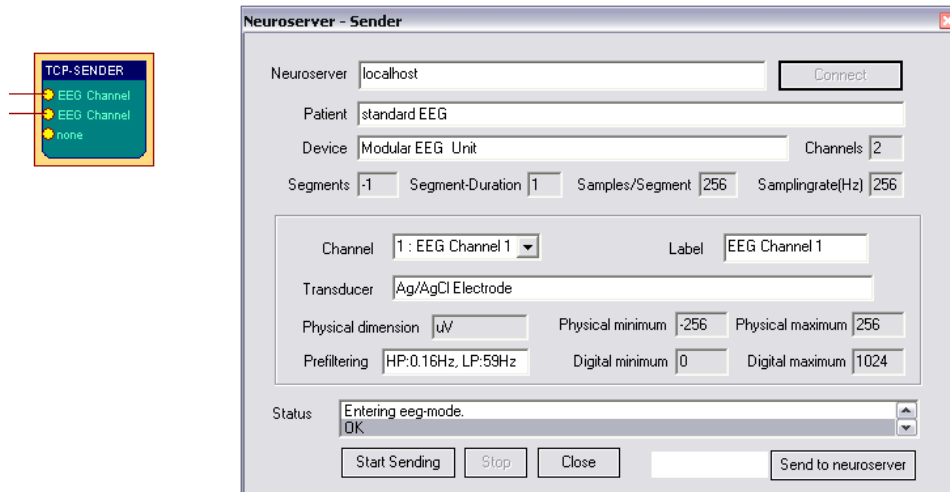 TCP-SENDER
EEG Channel
EEG Channel
none
Neuroserver - Sender
Neuroserver localhost Connect
Patient standard EEG
Device Modular EEG Unit Channels 2
Segments -1 Segment-Duration 1 Samples/Segment 256 Samplingrate(Hz) 256
Channel 1 : EEG Channel 1 Label EEG Channel 1
Transducer Ag/AgCl Electrode
Physical dimension uV Physical minimum -256 Physical maximum 256
Prefiltering HP:0.16Hz, LP:59Hz Digital minimum 0 Digital maximum 1024
Status Entering eeg-mode.
OK
Start Sending Stop Close Send to neuroserver